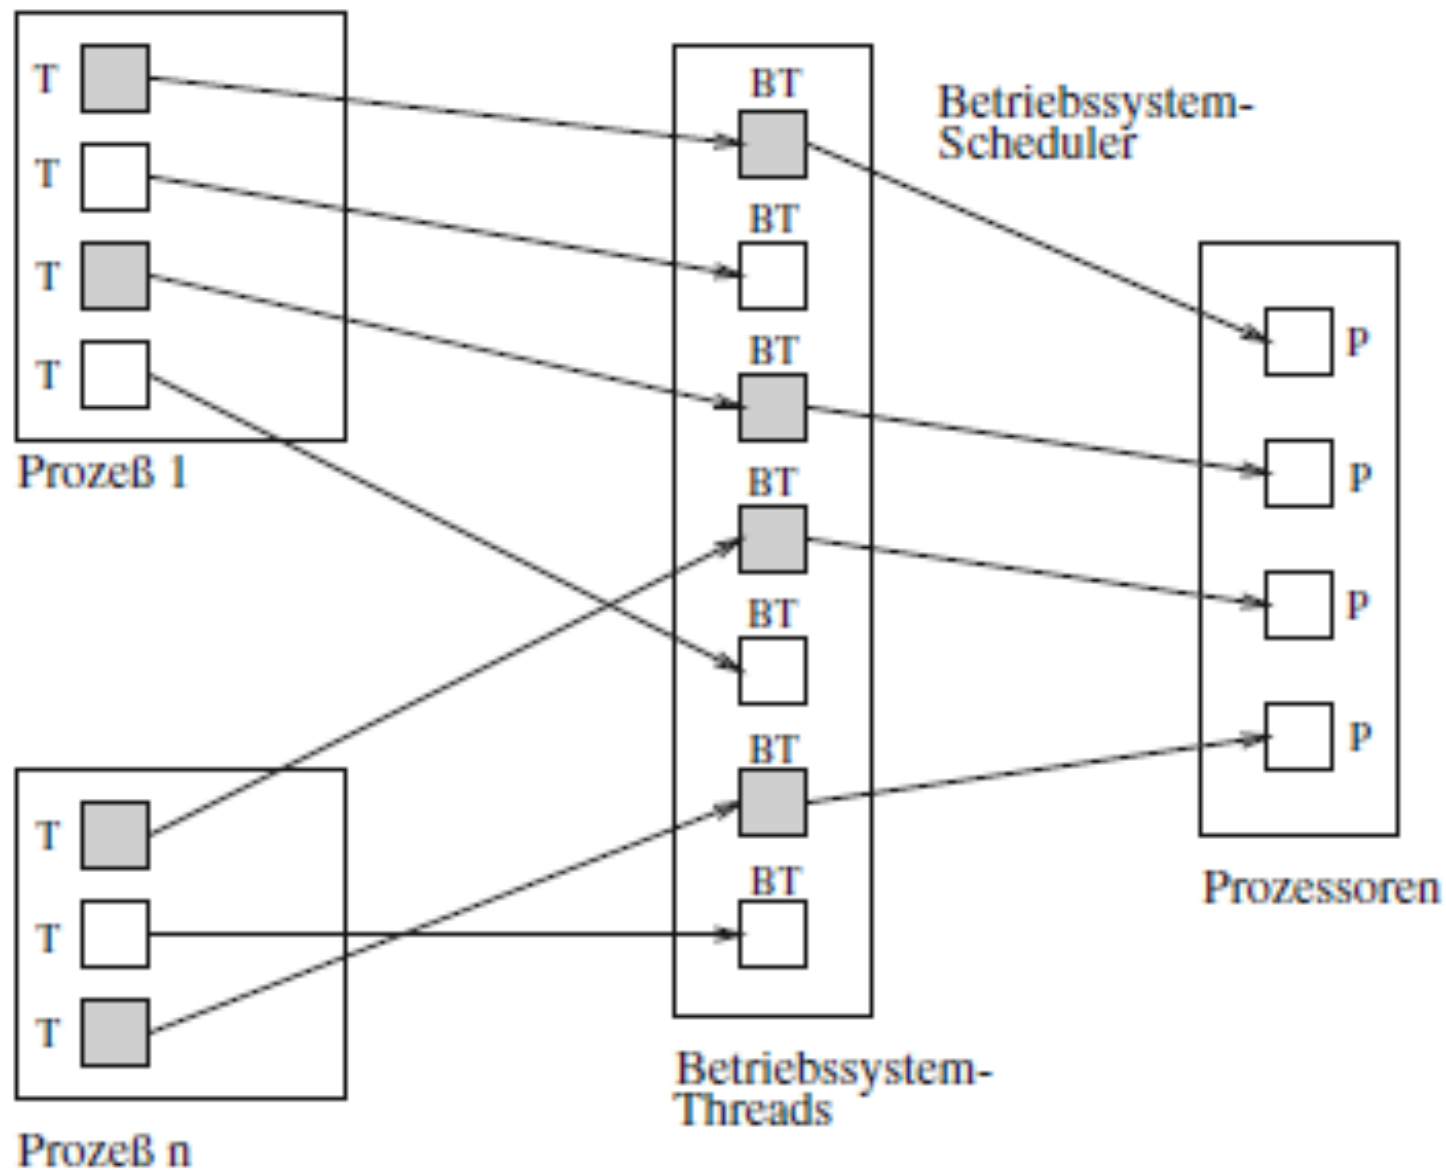 T
T
T
T
Prozeß 1
T
T
T
Prozeß n
BT
BT
BT
BT
BT
BT
BT
Betriebssystem-
Threads
Betriebssystem-
Scheduler
P
P
P
P
Prozessoren